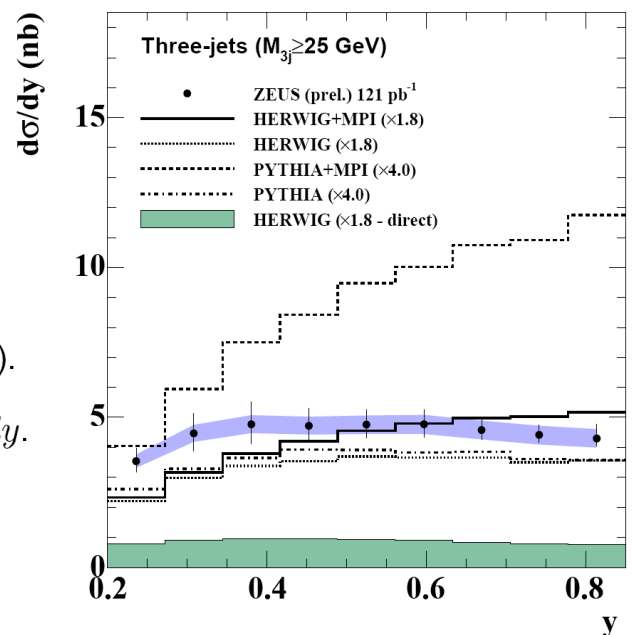 dσ/dy (nb)
Three-jets (M3j≥25 GeV)
ZEUS (prel.) 121 pb-1
HERWIG+MPI (×1.8)
HERWIG (×1.8)
PYTHIA+MPI (×4.0)
PYTHIA (×4.0)
HERWIG (×1.8 - direct)
15
10
).
y.
5
0
0.2 0.4 0.6 0.8
y